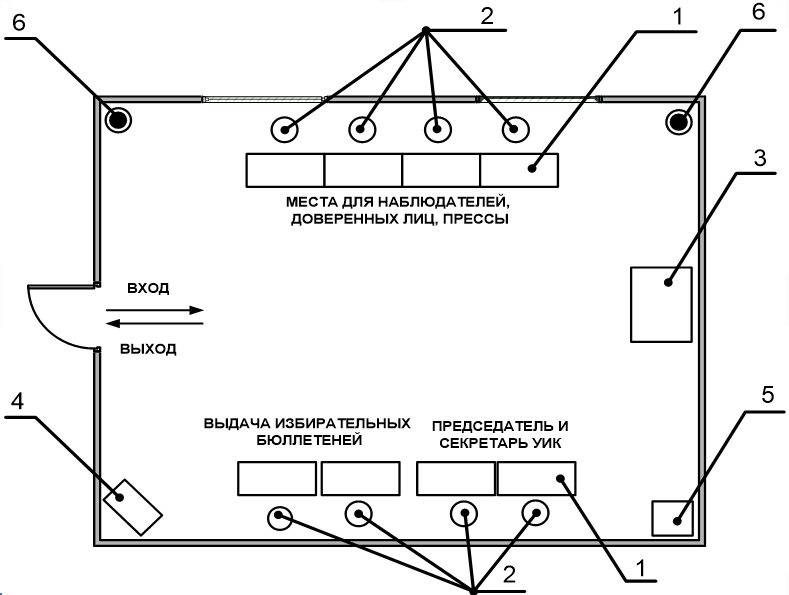 6
2
1
6
3
МЕСТА ДЛЯ НАБЛЮДАТЕЛЕЙ,
ДОВЕРЕННЫХ ЛИЦ, ПРЕССЫ
ВХОД
ВЫХОД
4
5
ВЫДАЧА ИЗБИРАТЕЛЬНЫХ
БЮЛЛЕТЕНЕЙ
ПРЕДСЕДАТЕЛЬ И
СЕКРЕТАРЬ УИК
2
1